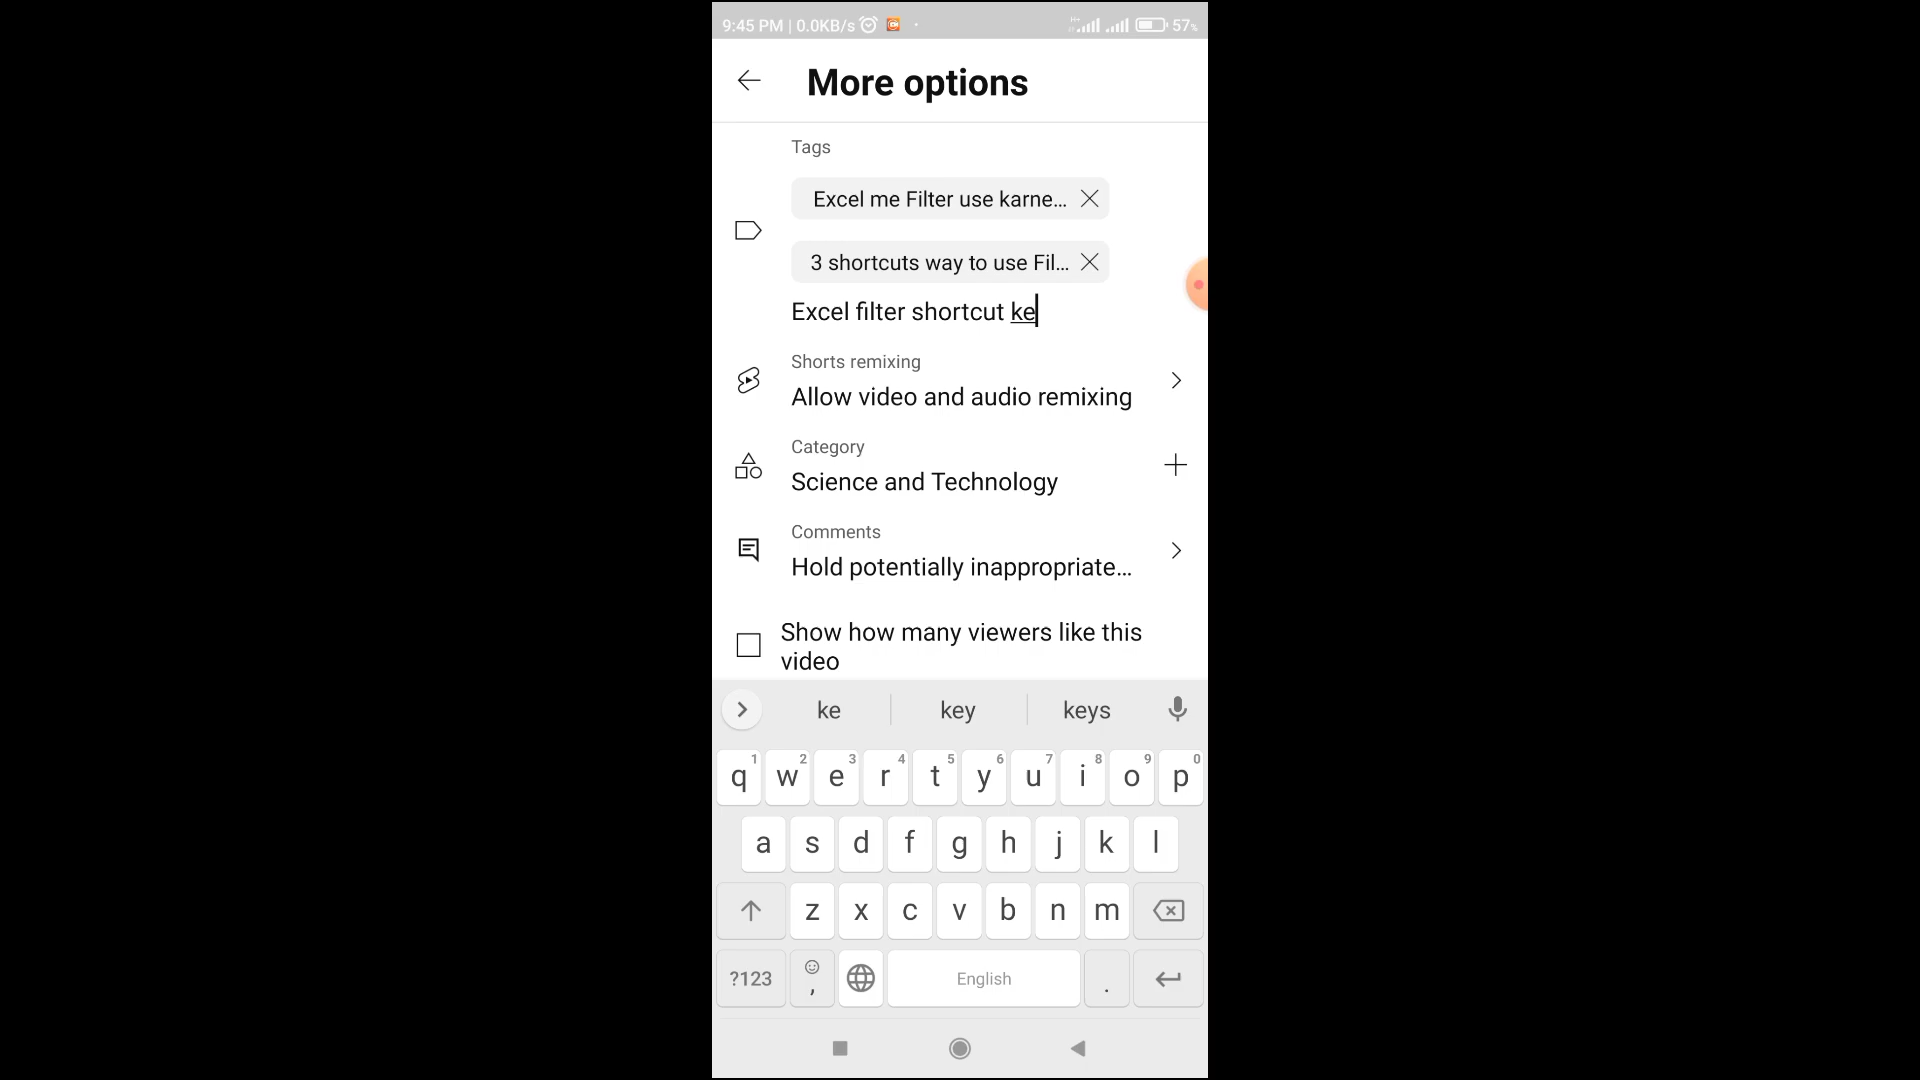 9:45 PM | 0.0KB/s
57%
More options
Tags
Excel me Filter use karne...
3 shortcuts way to use Fil...
Excel filter shortcut ke
Shorts remixing
Allow video and audio remixing
Category
Science and Technology
Comments
Hold potentially inappropriate...
Show how many viewers like this
video
ke key keys
1 2 3 4 5 6 7 8 9 0
q w e r t y u i o p
a s d f g h j k l
z x c v b n m
?123 , English .